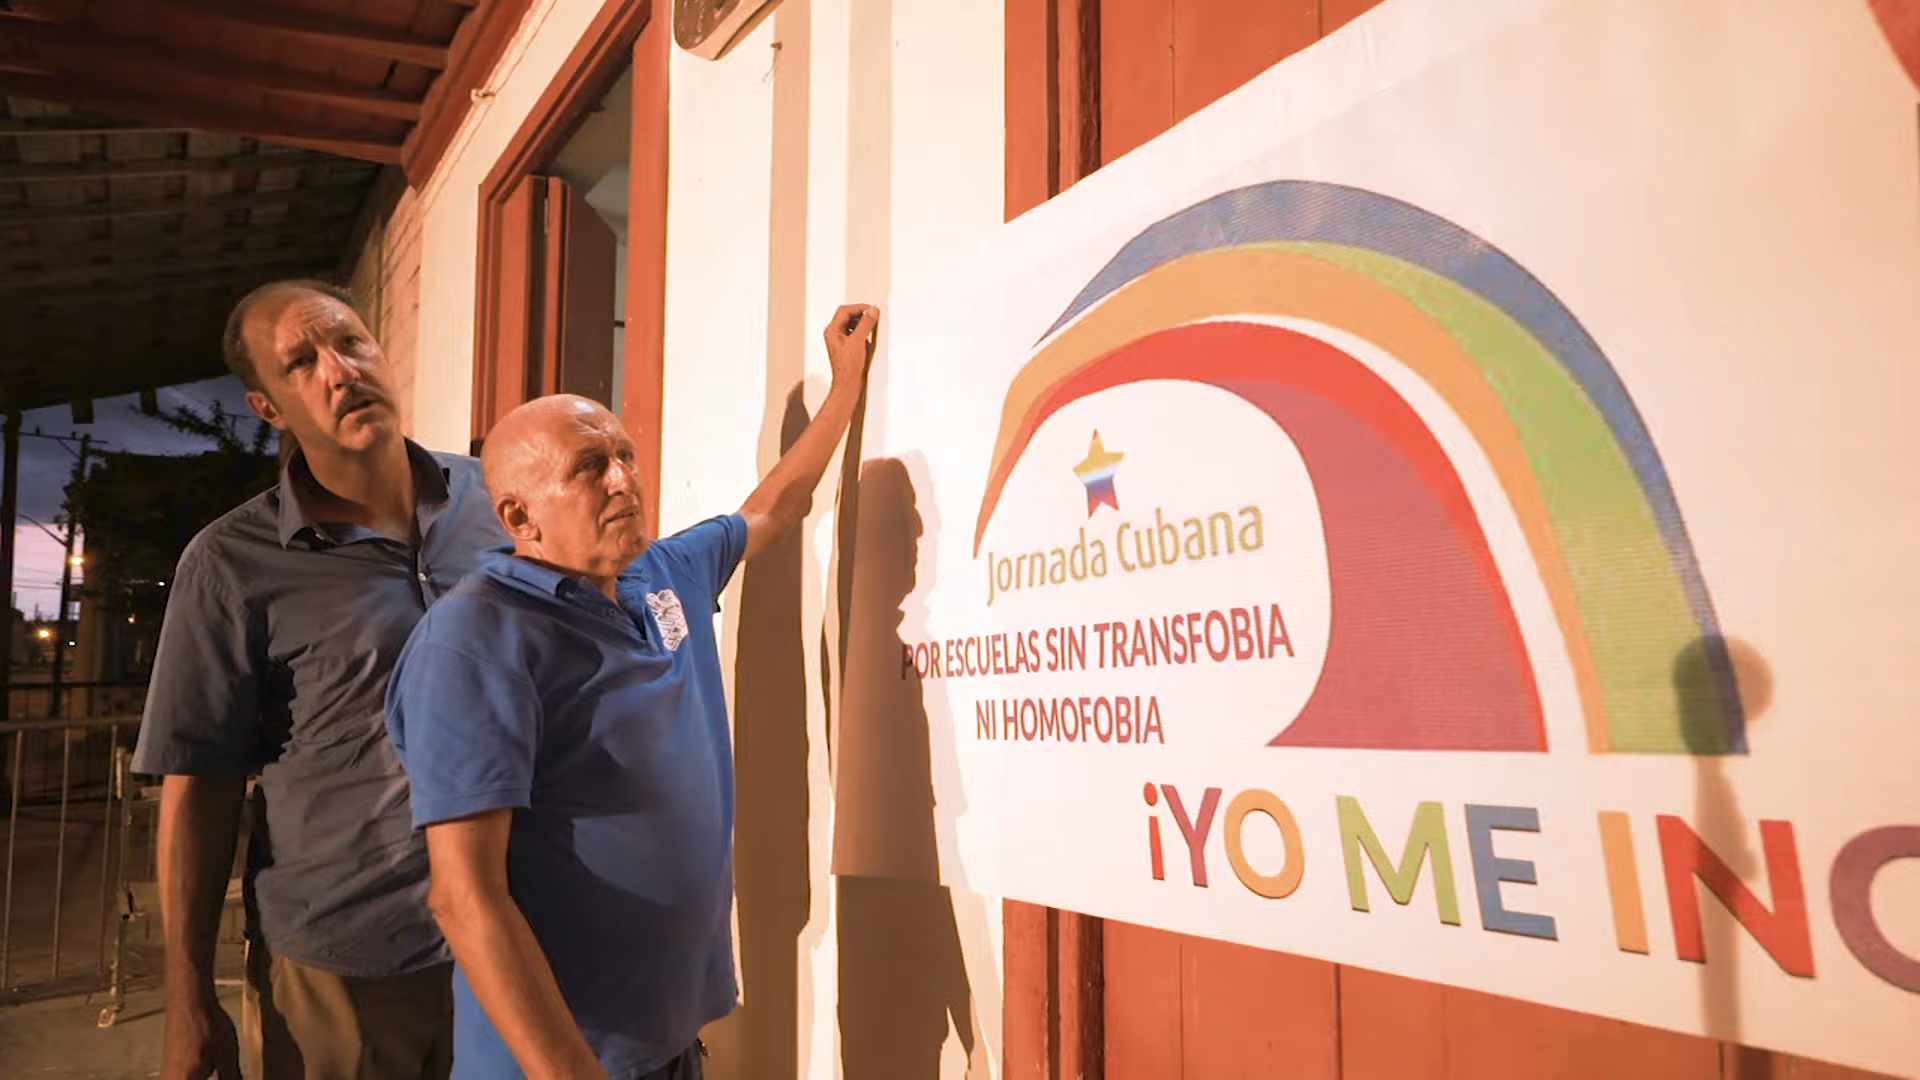 Jornada Cubana
POR ESCUELAS SIN TRANSFOBIA
NI HOMOFOBIA
¡YO ME INC